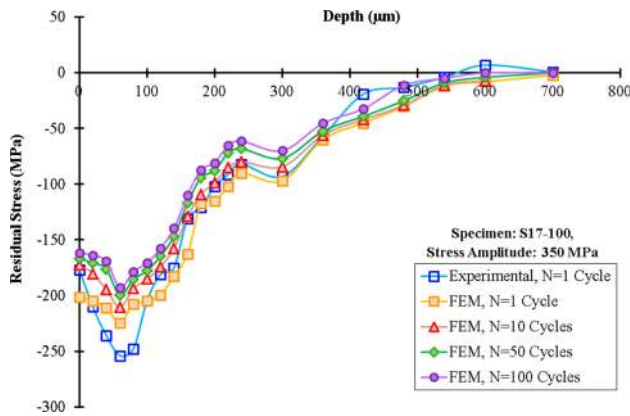 Depth (μm)
50
0
0
100
200
300
400
500
600
700
800
-50
-100
-150
-200
-250
-300
Residual Stress (MPa)
Specimen: S17-100,
Stress Amplitude: 350 MPa
Experimental, N=1 Cycle
FEM, N=1 Cycle
FEM, N=10 Cycles
FEM, N=50 Cycles
FEM, N=100 Cycles